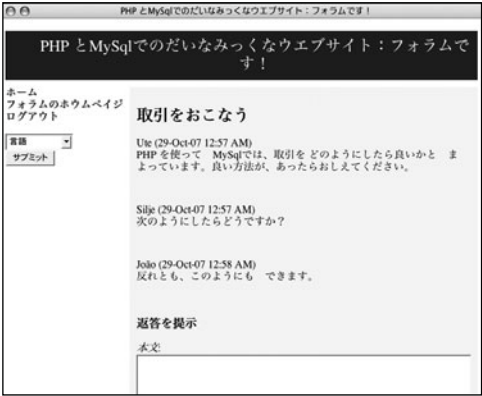 PHP とMySqlでのだいなみっくなウエブサイト：フォラムです！
PHP とMySqlでのだいなみっくなウエブサイト：フォラムで
す！
ホーム
フォラムのホウムペイジ
ログアウト
言語
サブミット
取引をおこなう
Ute (29-Oct-07 12:57 AM)
PHP を使って　MySqlでは、取引を どのようにしたら良いかと　ま
よっています。良い方法が、あったらおしえてください。
Silje (29-Oct-07 12:57 AM)
次のようにしたらどうですか？
João (29-Oct-07 12:58 AM)
反れとも、このようにも　できます。
返答を提示
本文: